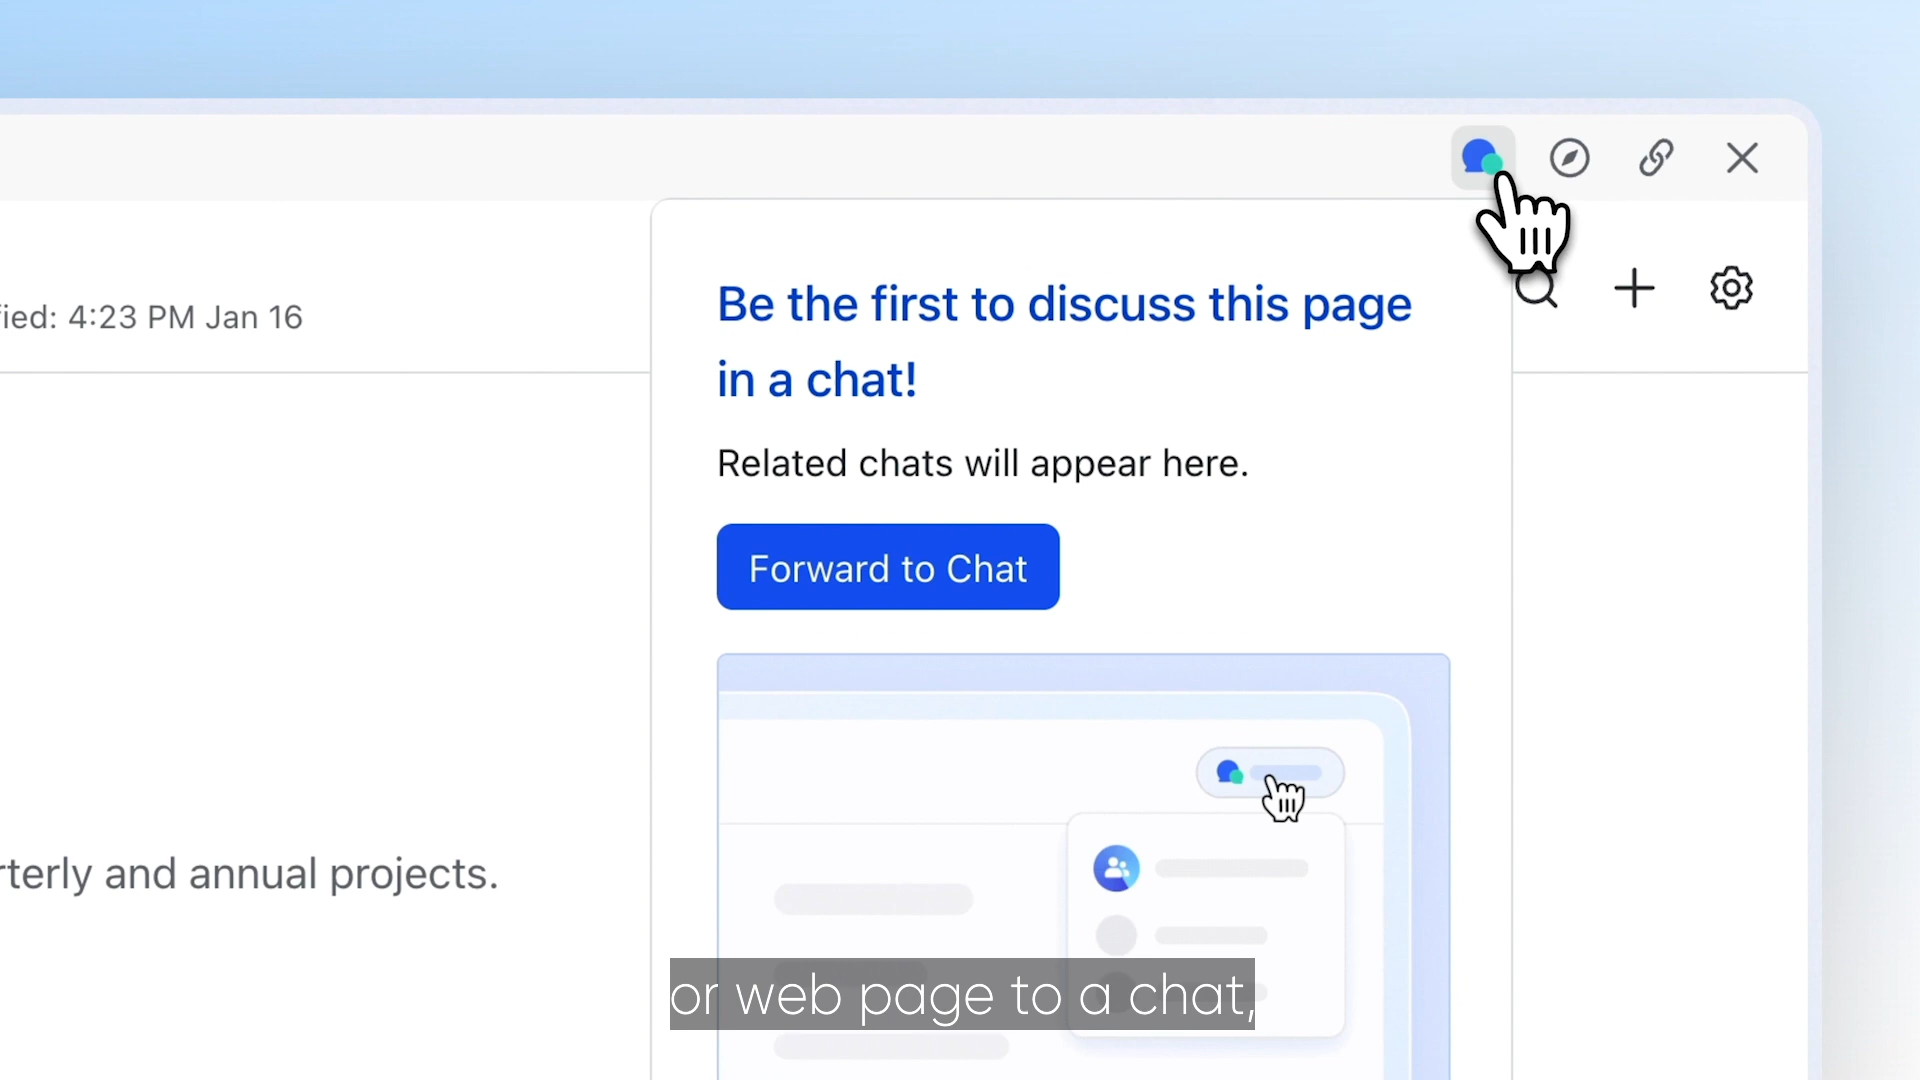 fied: 4:23 PM Jan 16
Be the first to discuss this page
in a chat!
Related chats will appear here.
Forward to Chat
rterly and annual projects.
or web page to a chat,